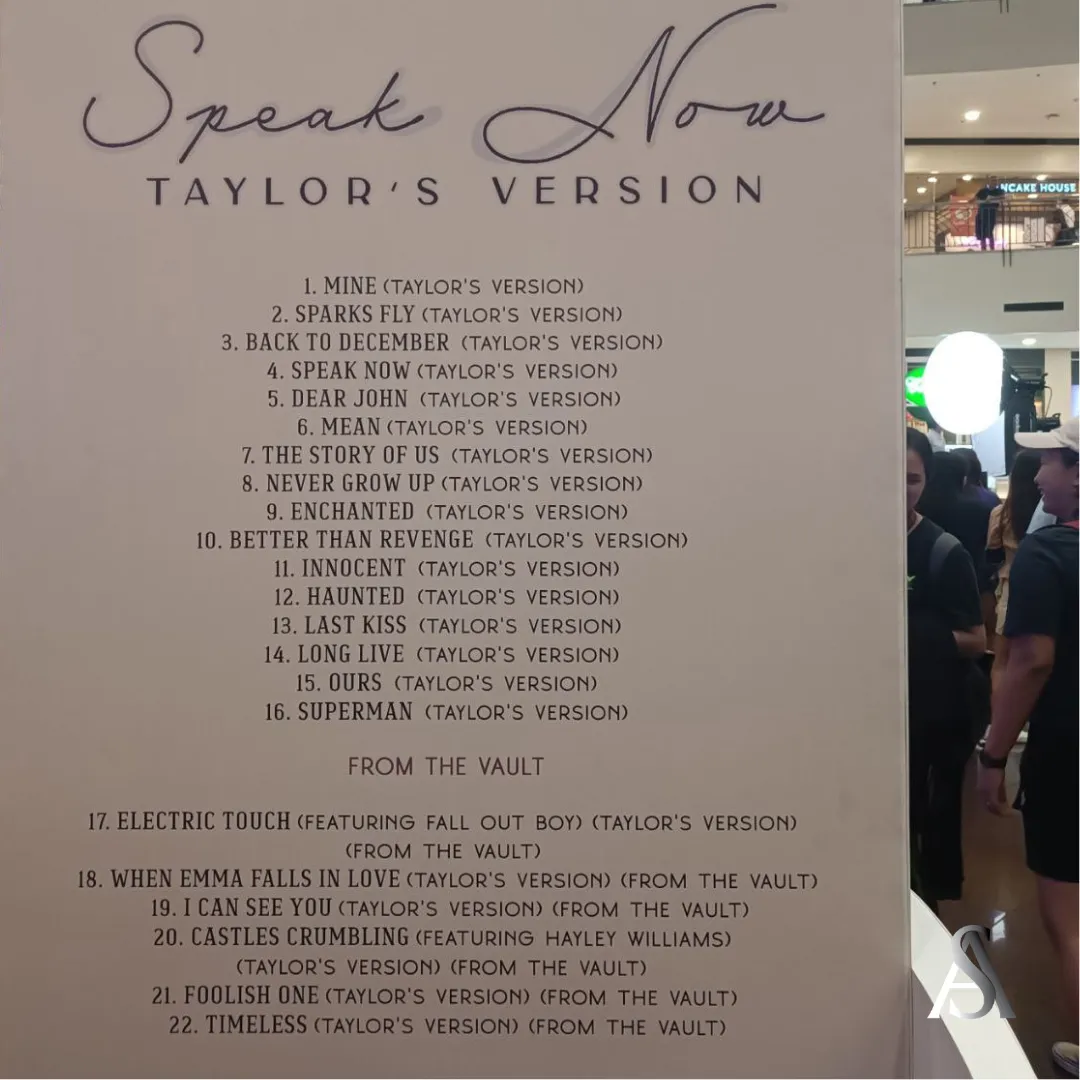 Speak Now
TAYLOR'S VERSION
1. MINE (TAYLOR'S VERSION)
2. SPARKS FLY (TAYLOR'S VERSION)
3. BACK TO DECEMBER (TAYLOR'S VERSION)
4. SPEAK NOW (TAYLOR'S VERSION)
5. DEAR JOHN (TAYLOR'S VERSION)
6. MEAN (TAYLOR'S VERSION)
7. THE STORY OF US (TAYLOR'S VERSION)
8. NEVER GROW UP (TAYLOR'S VERSION)
9. ENCHANTED (TAYLOR'S VERSION)
10. BETTER THAN REVENGE (TAYLOR'S VERSION)
11. INNOCENT (TAYLOR'S VERSION)
12. HAUNTED (TAYLOR'S VERSION)
13. LAST KISS (TAYLOR'S VERSION)
14. LONG LIVE (TAYLOR'S VERSION)
15. OURS (TAYLOR'S VERSION)
16. SUPERMAN (TAYLOR'S VERSION)
FROM THE VAULT
17. ELECTRIC TOUCH (FEATURING FALL OUT BOY) (TAYLOR'S VERSION)
(FROM THE VAULT)
18. WHEN EMMA FALLS IN LOVE (TAYLOR'S VERSION) (FROM THE VAULT)
19. I CAN SEE YOU (TAYLOR'S VERSION) (FROM THE VAULT)
20. CASTLES CRUMBLING (FEATURING HAYLEY WILLIAMS)
(TAYLOR'S VERSION) (FROM THE VAULT)
21. FOOLISH ONE (TAYLOR'S VERSION) (FROM THE VAULT)
22. TIMELESS (TAYLOR'S VERSION) (FROM THE VAULT)
NCAKE HOUSE
AS